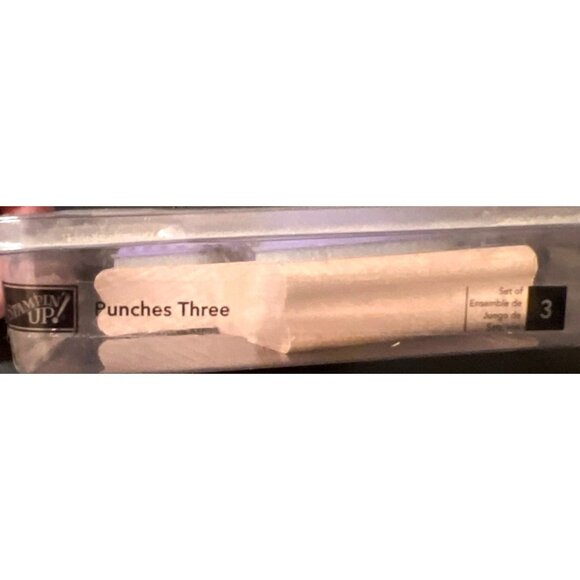 STAMPIN'
UP!
Punches Three
Set of
Ensemble de
Juego de
3